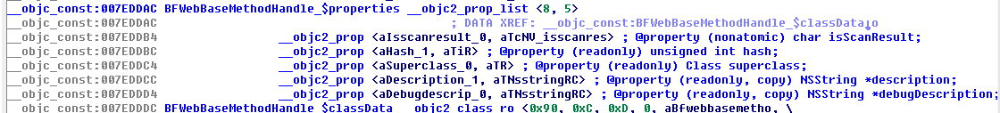 __objc_const:007EDDAC BFWebBaseMethodHandle_$properties __objc2_prop_list <8, 5>
__objc_const:007EDDAC ; DATA XREF: __objc_const:BFWebBaseMethodHandle_$classData↓o
__objc_const:007EDDB4 __objc2_prop <aIsscanresult_0, aTcNV_isscanres> ; @property (nonatomic) char isScanResult;
__objc_const:007EDDBC __objc2_prop <aHash_1, aTiR> ; @property (readonly) unsigned int hash;
__objc_const:007EDDC4 __objc2_prop <aSuperclass_0, aTR> ; @property (readonly) Class superclass;
__objc_const:007EDDCC __objc2_prop <aDescription_1, aTNsstringRC> ; @property (readonly, copy) NSString *description;
__objc_const:007EDDD4 __objc2_prop <aDebugdescrip_0, aTNsstringRC> ; @property (readonly, copy) NSString *debugDescription;
__objc_const:007EDDDC BFWebBaseMethodHandle_$classData __objc2_class_ro <0x90, 0xC, 0xD, 0, aBfwebbasemetho, \